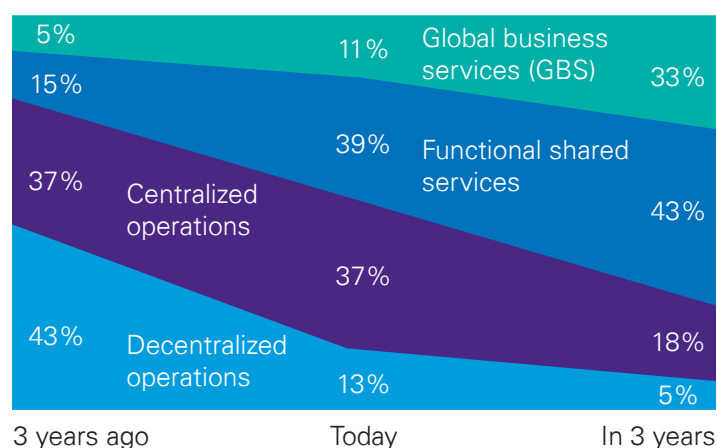 5%
11%
Global business
services (GBS)
33%
15%
39%
Functional shared
services
43%
37%
Centralized
operations
37%
18%
43%
Decentralized
operations
13%
5%
3 years ago
Today
In 3 years